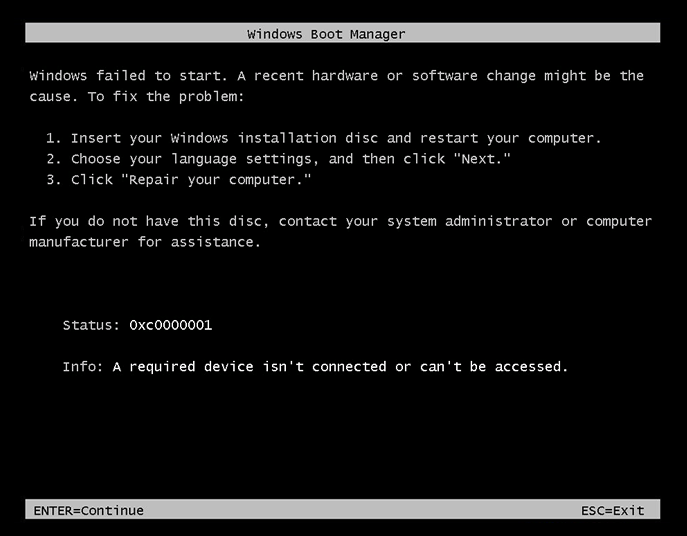 Windows Boot Manager
Windows failed to start. A recent hardware or software change might be the
cause. To fix the problem:
1. Insert your Windows installation disc and restart your computer.
2. Choose your language settings, and then click "Next."
3. Click "Repair your computer."
If you do not have this disc, contact your system administrator or computer
manufacturer for assistance.
Status: 0xc0000001
Info: A required device isn't connected or can't be accessed.
ENTER=Continue ESC=Exit